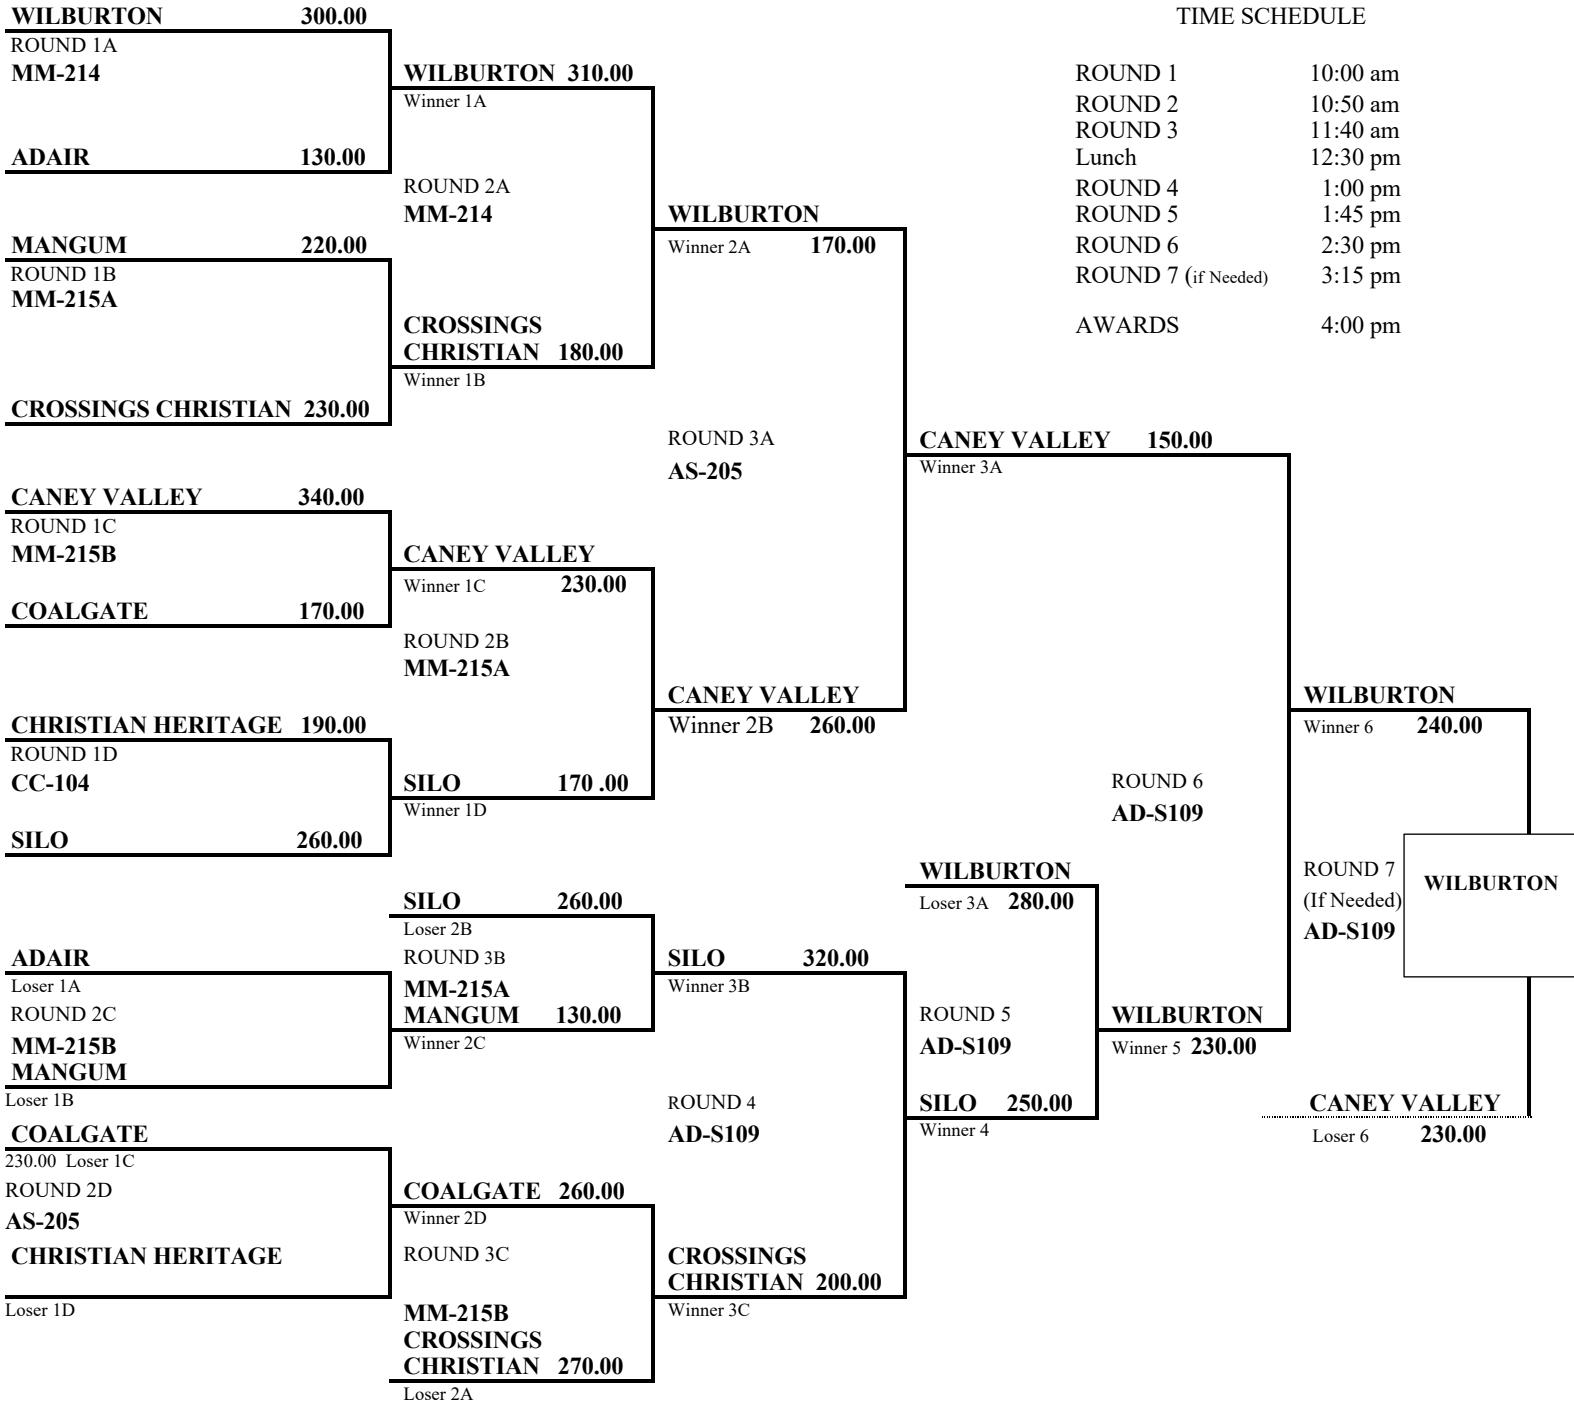 WILBURTON 300.00
ROUND 1A
MM-214
ADAIR 130.00
MANGUM 220.00
ROUND 1B
MM-215A
CROSSINGS CHRISTIAN 230.00
CANEY VALLEY 340.00
ROUND 1C
MM-215B
COALGATE 170.00
CHRISTIAN HERITAGE 190.00
ROUND 1D
CC-104
SILO 260.00
ADAIR
Loser 1A
ROUND 2C
MM-215B
MANGUM
Loser 1B
COALGATE
230.00 Loser 1C
ROUND 2D
AS-205
CHRISTIAN HERITAGE
Loser 1D
WILBURTON 310.00
Winner 1A
ROUND 2A
MM-214
CROSSINGS
CHRISTIAN 180.00
Winner 1B
CANEY VALLEY
Winner 1C 230.00
ROUND 2B
MM-215A
SILO 170 .00
Winner 1D
SILO 260.00
Loser 2B
ROUND 3B
MM-215A
MANGUM 130.00
Winner 2C
COALGATE 260.00
Winner 2D
ROUND 3C
MM-215B
CROSSINGS
CHRISTIAN 270.00
Loser 2A
WILBURTON
Winner 2A 170.00
ROUND 3A
AS-205
CANEY VALLEY
Winner 2B 260.00
SILO 320.00
Winner 3B
ROUND 4
AD-S109
CROSSINGS
CHRISTIAN 200.00
Winner 3C
CANEY VALLEY 150.00
Winner 3A
WILBURTON
Loser 3A 280.00
ROUND 5
AD-S109
SILO 250.00
Winner 4
ROUND 6
AD-S109
WILBURTON
Winner 5 230.00
WILBURTON
Winner 6 240.00
ROUND 7
(If Needed)
AD-S109
WILBURTON
CANEY VALLEY
Loser 6 230.00
TIME SCHEDULE
ROUND 1 10:00 am
ROUND 2 10:50 am
ROUND 3 11:40 am
Lunch 12:30 pm
ROUND 4 1:00 pm
ROUND 5 1:45 pm
ROUND 6 2:30 pm
ROUND 7 (if Needed) 3:15 pm
AWARDS 4:00 pm